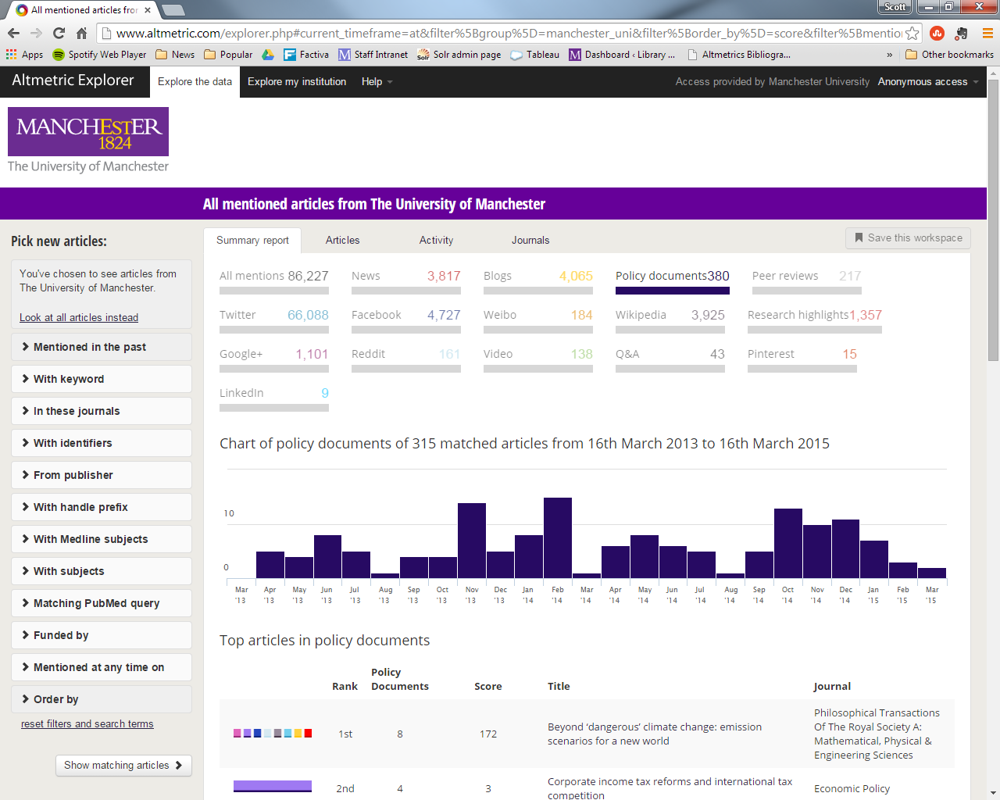 All mentioned articles from
Scott
www.altmetric.com/explorer.php#current_timeframe=at&filter%5Bgroup%5D=manchester_uni&filter%5Border_by%5D=score&filter%5Bmentio
Apps Spotify Web Player News Popular Factiva Staff Intranet Solr admin page Tableau Dashboard ‹ Library ... Altmetrics Bibliogra... » Other bookmarks
Altmetric Explorer Explore the data Explore my institution Help Access provided by Manchester University Anonymous access
MANCHESTER
1824
The University of Manchester
All mentioned articles from The University of Manchester
Pick new articles:
You've chosen to see articles from
The University of Manchester.
Look at all articles instead
Mentioned in the past
With keyword
In these journals
With identifiers
From publisher
With handle prefix
With Medline subjects
With subjects
Matching PubMed query
Funded by
Mentioned at any time on
Order by
reset filters and search terms
Show matching articles
Summary report Articles Activity Journals Save this workspace
All mentions 86,227 News 3,817 Blogs 4,065 Policy documents380 Peer reviews 217
Twitter 66,088 Facebook 4,727 Weibo 184 Wikipedia 3,925 Research highlights1,357
Google+ 1,101 Reddit 161 Video 138 Q&A 43 Pinterest 15
LinkedIn 9
Chart of policy documents of 315 matched articles from 16th March 2013 to 16th March 2015
10
0
Mar Apr May Jun Jul Aug Sep Oct Nov Dec Jan Feb Mar Apr May Jun Jul Aug Sep Oct Nov Dec Jan Feb Mar
'13 '13 '13 '13 '13 '13 '13 '13 '13 '13 '14 '14 '14 '14 '14 '14 '14 '14 '14 '14 '14 '14 '15 '15 '15
Top articles in policy documents
Policy
Rank Documents Score Title Journal
1st 8 172 Beyond ‘dangerous’ climate change: emission
scenarios for a new world
Philosophical Transactions
Of The Royal Society A:
Mathematical, Physical &
Engineering Sciences
2nd 4 3 Corporate income tax reforms and international tax
competition
Economic Policy